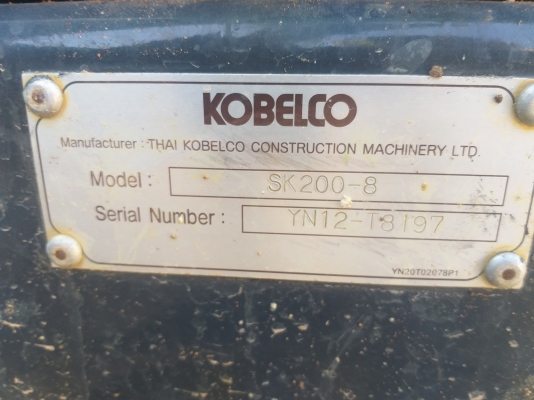 KOBELCO
Manufacturer : THAI KOBELCO CONSTRUCTION MACHINERY LTD.
Model : SK200-8
Serial Number : YN12-T8197
YN20T02078P1